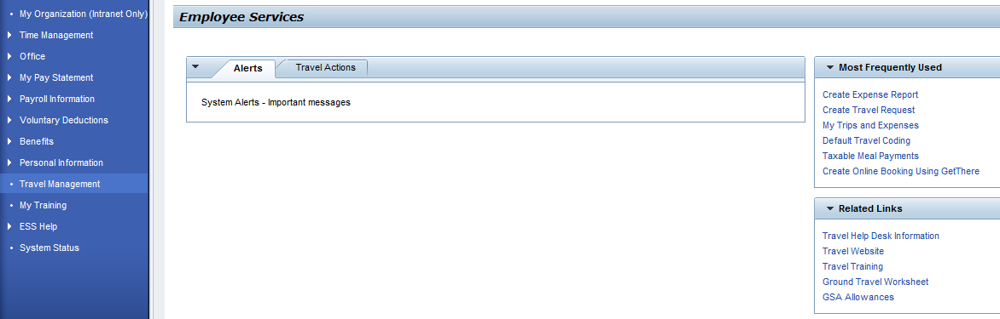 My Organization (Intranet Only)
Time Management
Office
My Pay Statement
Payroll Information
Voluntary Deductions
Benefits
Personal Information
Travel Management
My Training
ESS Help
System Status
Employee Services
Alerts
Travel Actions
System Alerts - Important messages
Most Frequently Used
Create Expense Report
Create Travel Request
My Trips and Expenses
Default Travel Coding
Taxable Meal Payments
Create Online Booking Using GetThere
Related Links
Travel Help Desk Information
Travel Website
Travel Training
Ground Travel Worksheet
GSA Allowances